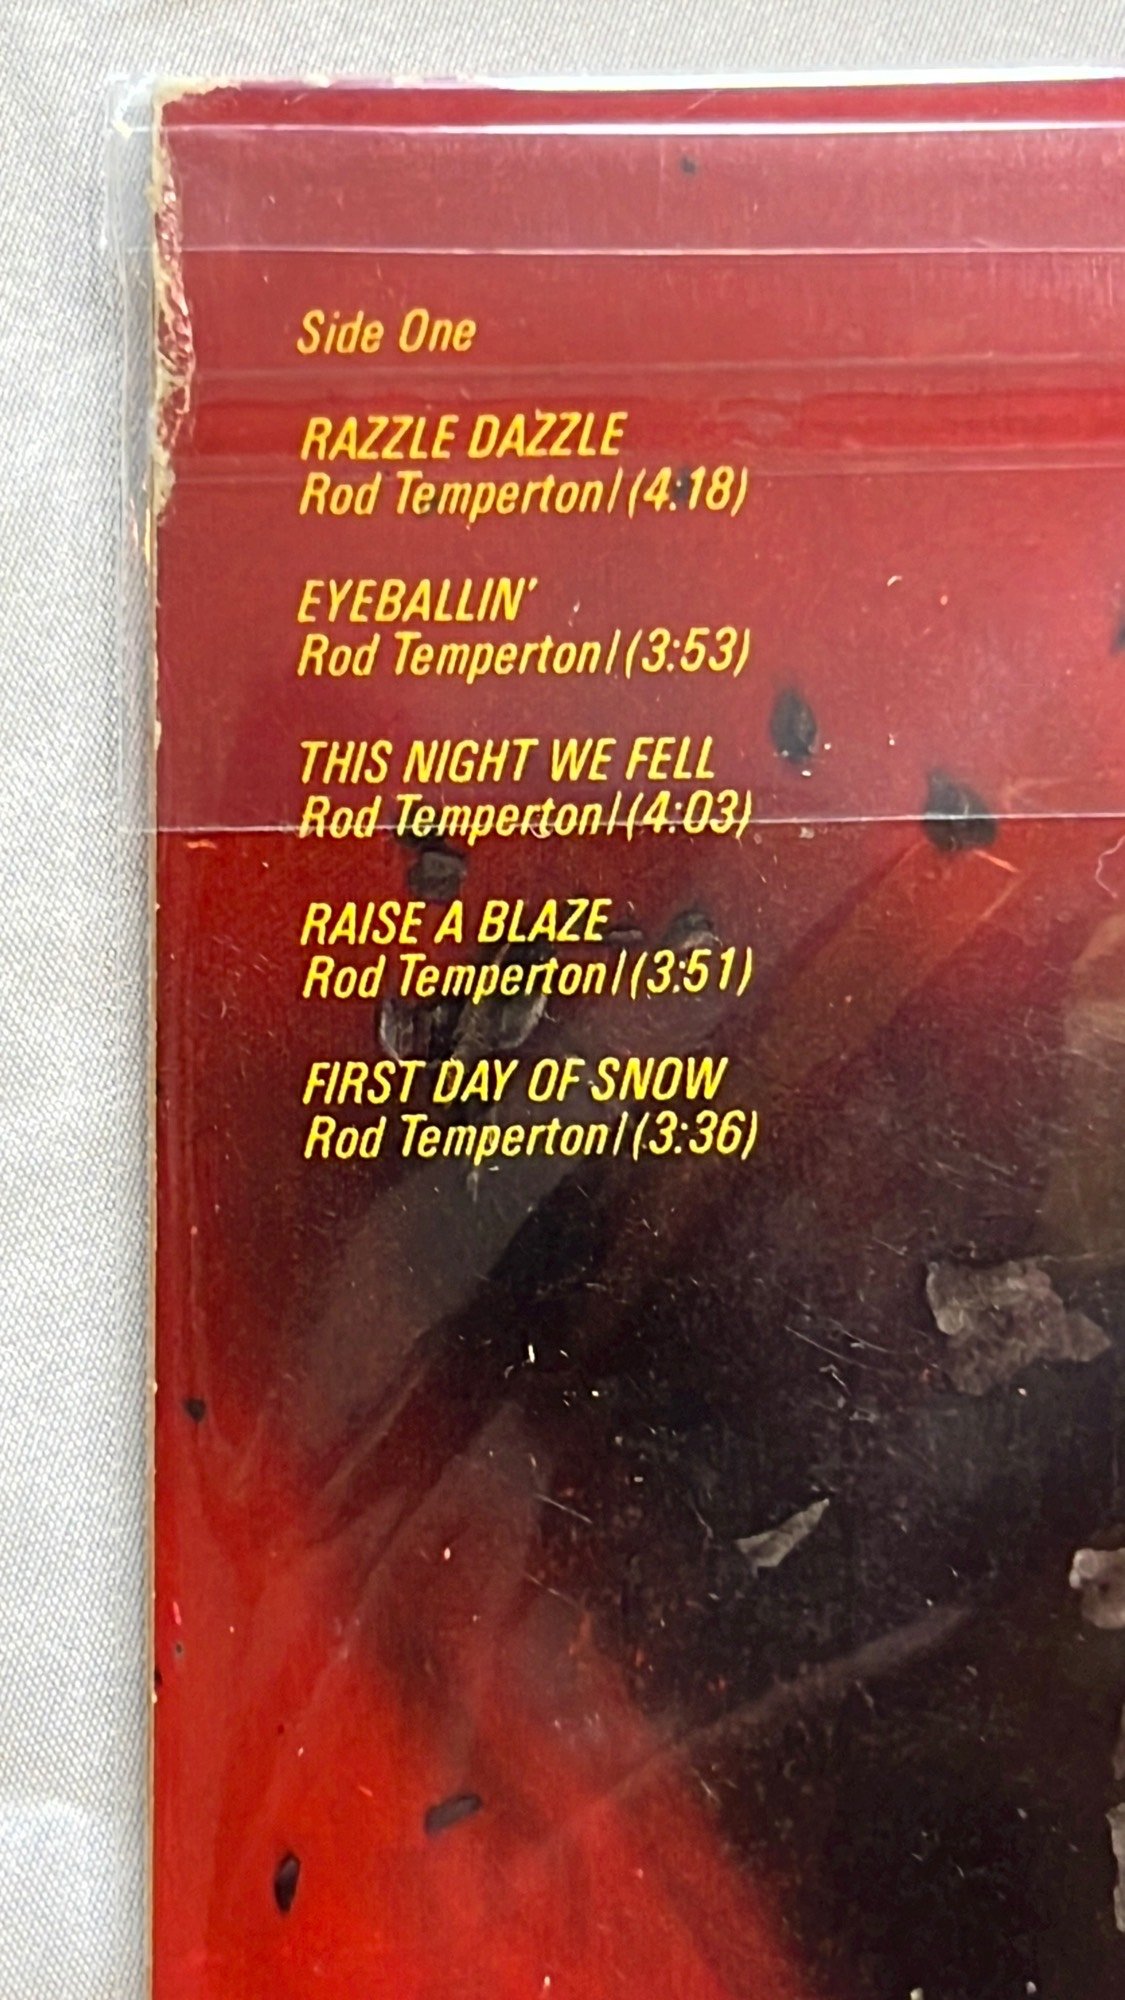 Side One
RAZZLE DAZZLE
Rod Temperton/(4:18)
EYEBALLIN'
Rod Temperton/(3:53)
THIS NIGHT WE FELL
Rod Temperton/(4:03)
RAISE A BLAZE
Rod Temperton/(3:51)
FIRST DAY OF SNOW
Rod Temperton/(3:36)